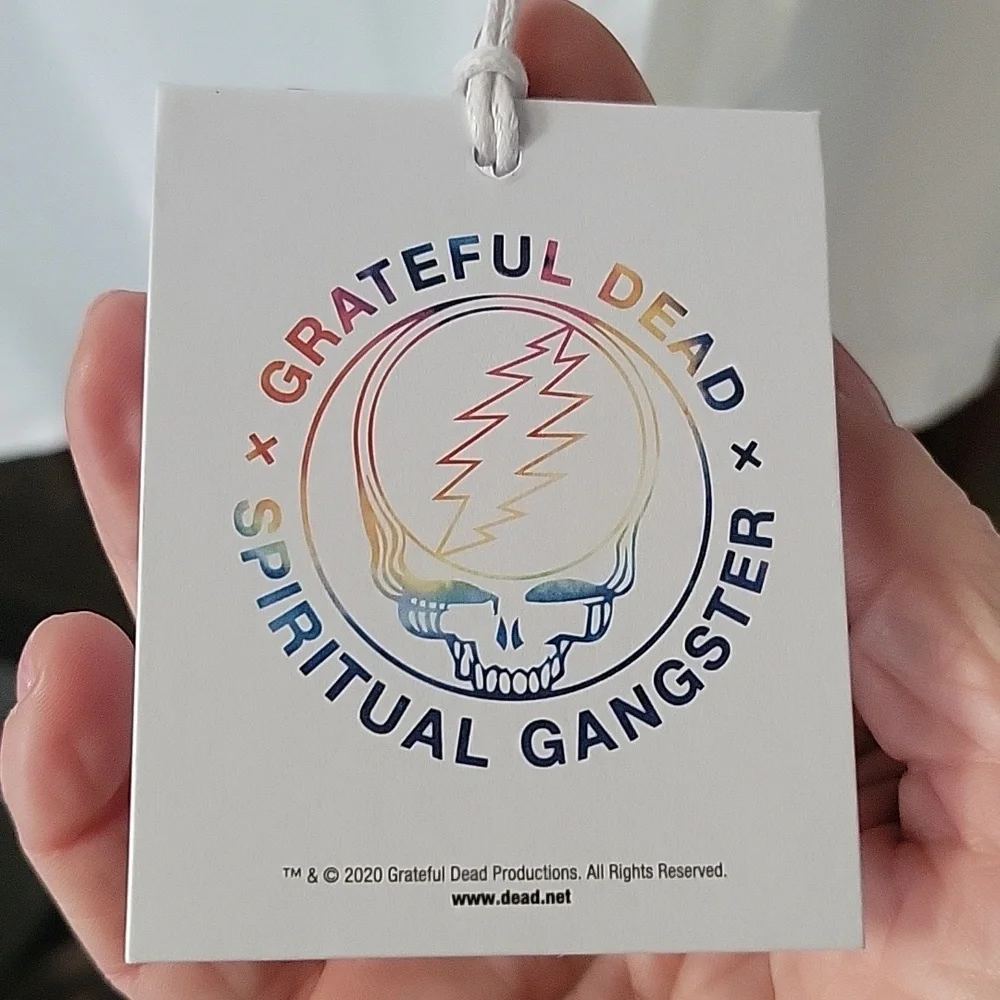 GRATEFUL DEAD
× ×
SPIRITUAL GANGSTER
™ & © 2020 Grateful Dead Productions. All Rights Reserved.
www.dead.net